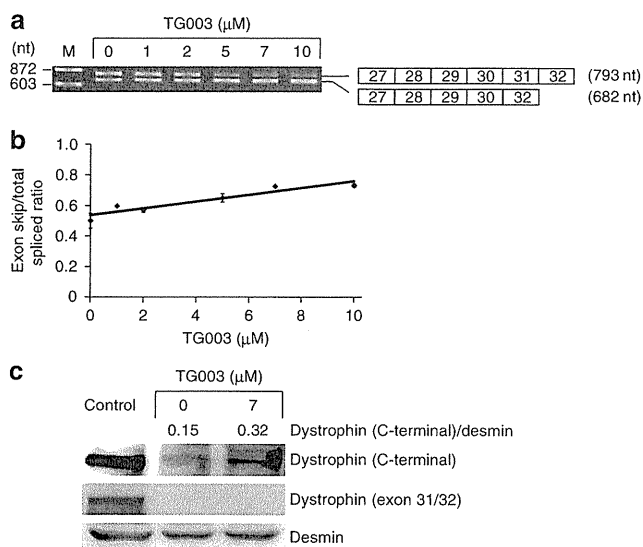 a
TG003 (μM)
(nt) M 0 1 2 5 7 10
872
603
27 28 29 30 31 32 (793 nt)
27 28 29 30 32 (682 nt)
b
Exon skip/total
spliced ratio
1
0.8
0.6
0.4
0.2
0
0 2 4 6 8 10
TG003 (μM)
c
TG003 (μM)
Control 0 7
0.15 0.32 Dystrophin (C-terminal)/desmin
Dystrophin (C-terminal)
Dystrophin (exon 31/32)
Desmin